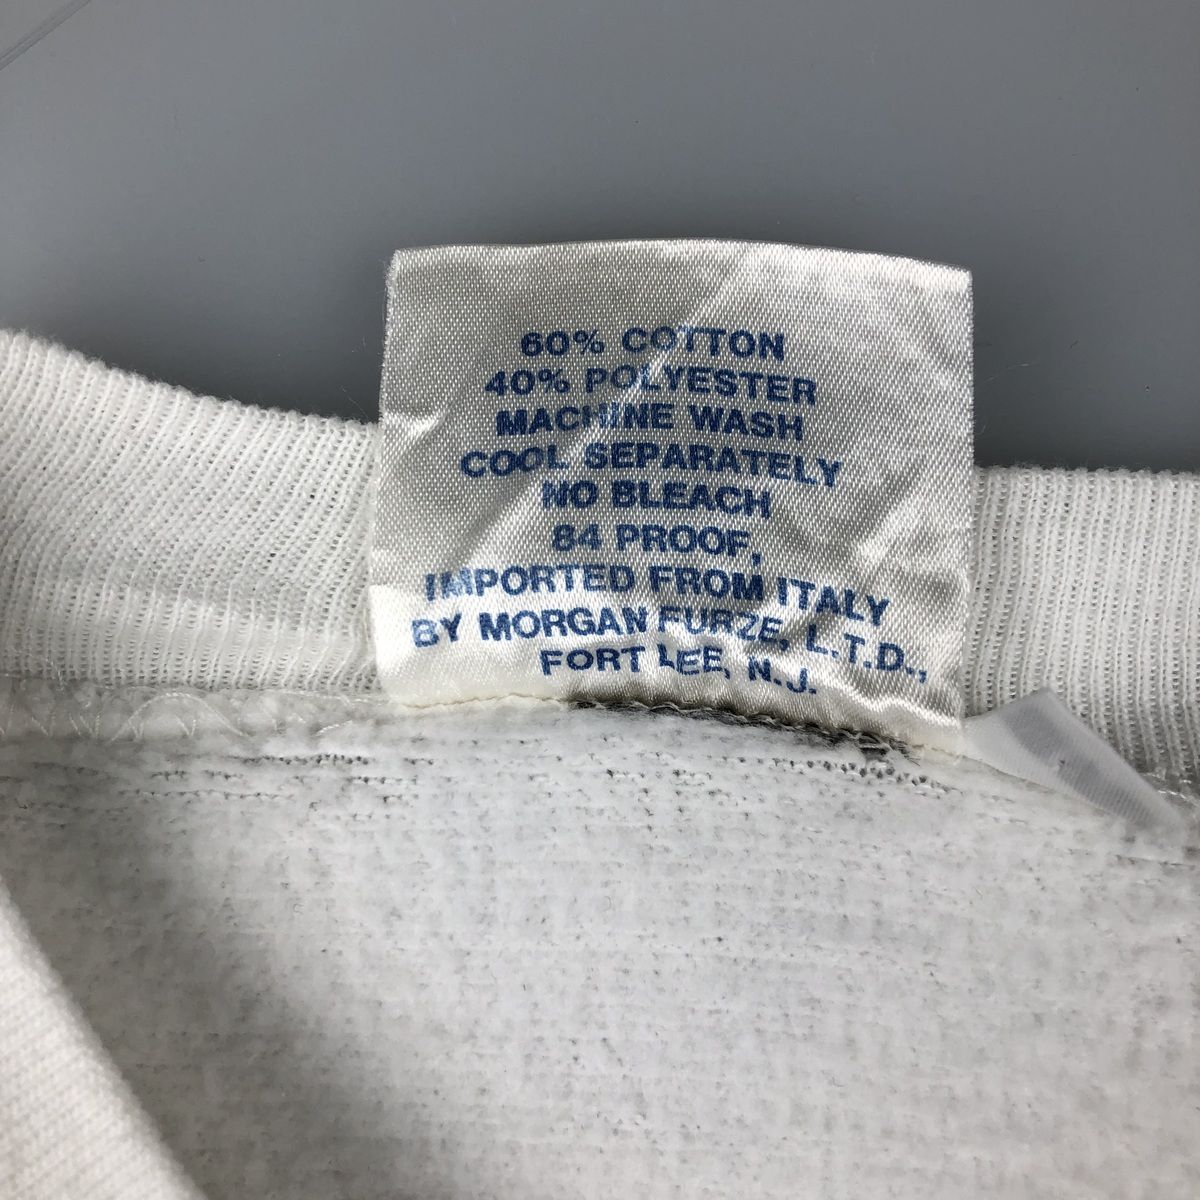 60% COTTON
40% POLYESTER
MACHINE WASH
COOL SEPARATELY
NO BLEACH
84 PROOF,
IMPORTED FROM ITALY
BY MORGAN FURZE, L.T.D.,
FORT LEE, N.J.